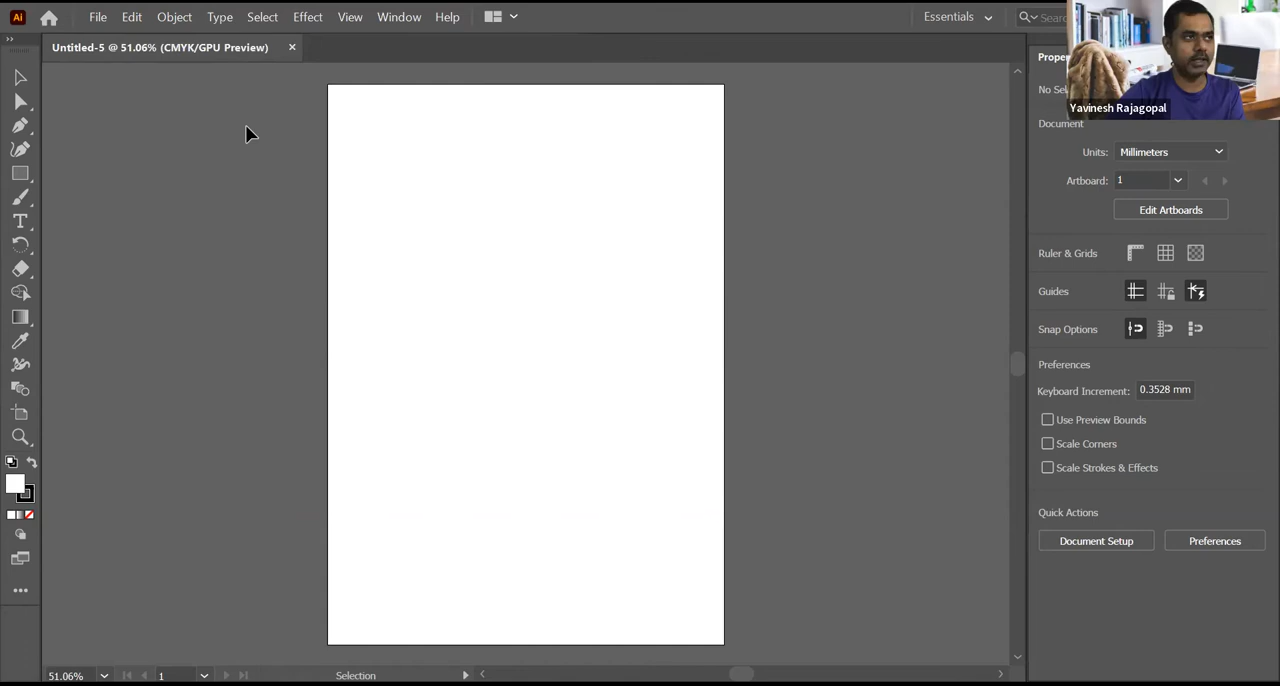 Ai File Edit Object Type Select Effect View Window Help Essentials
Untitled-5 @ 51.06% (CMYK/GPU Preview) ×
Yavinesh Rajagopal
Document
Units: Millimeters
Artboard: 1
Edit Artboards
Ruler & Grids
Guides
Snap Options
Preferences
Keyboard Increment: 0.3528 mm
Use Preview Bounds
Scale Corners
Scale Strokes & Effects
Quick Actions
Document Setup Preferences
51.06% 1 Selection